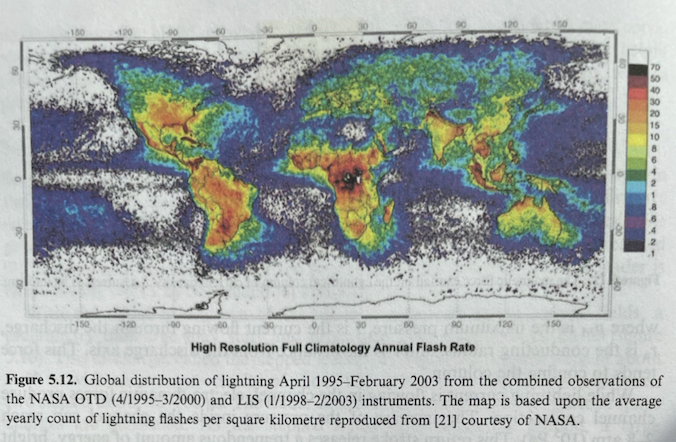 -150 -120 -90 -60 -30 0 30 60 90 120 150
60 60 70
50
40
30
30 30 20
15
10
8
0 0 6
4
2
1
-30 -30 .8
.6
.4
.2
-60 -60 .1
-150 -120 -90 -60 -30 0 30 60 90 120 150
High Resolution Full Climatology Annual Flash Rate
Figure 5.12. Global distribution of lightning April 1995–February 2003 from the combined observations of
the NASA OTD (4/1995–3/2000) and LIS (1/1998–2/2003) instruments. The map is based upon the average
yearly count of lightning flashes per square kilometre reproduced from [21] courtesy of NASA.